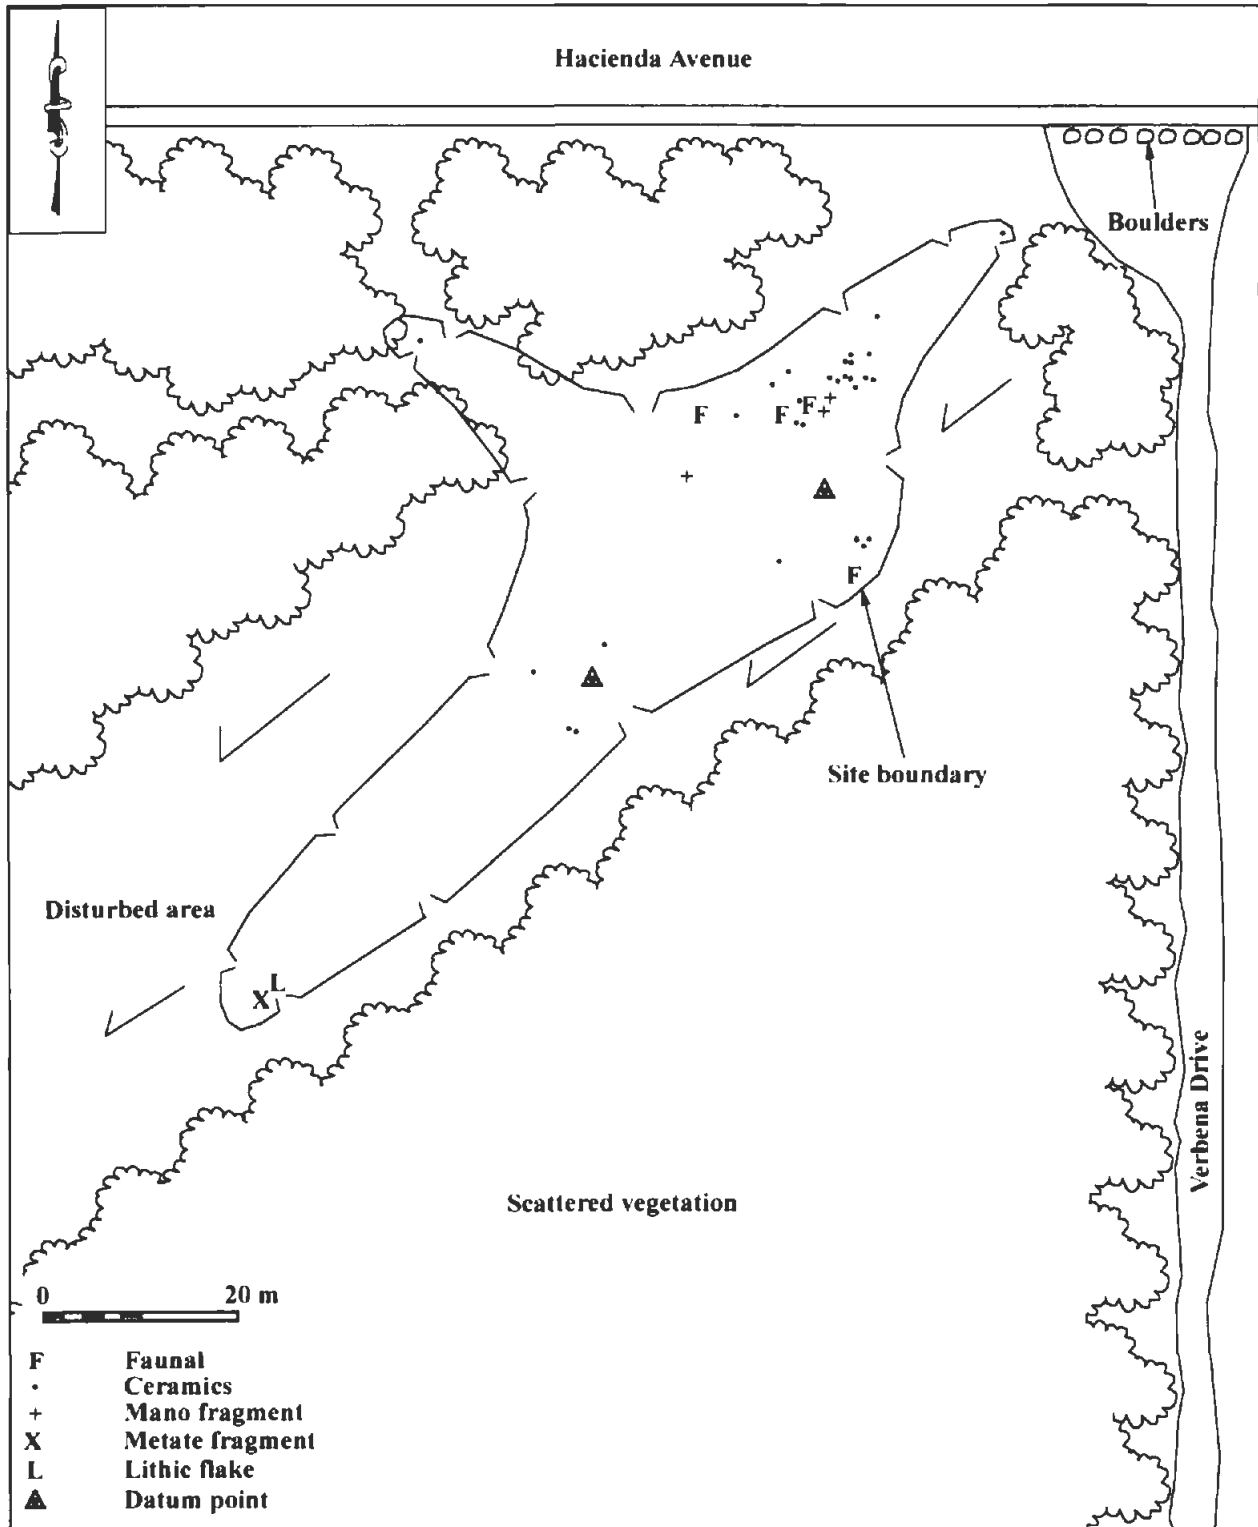 Hacienda Avenue
Boulders
F F F
F
Site boundary
Disturbed area
L
X
Verbena Drive
Scattered vegetation
0 20 m
F Faunal
• Ceramics
+ Mano fragment
X Metate fragment
L Lithic flake
Datum point